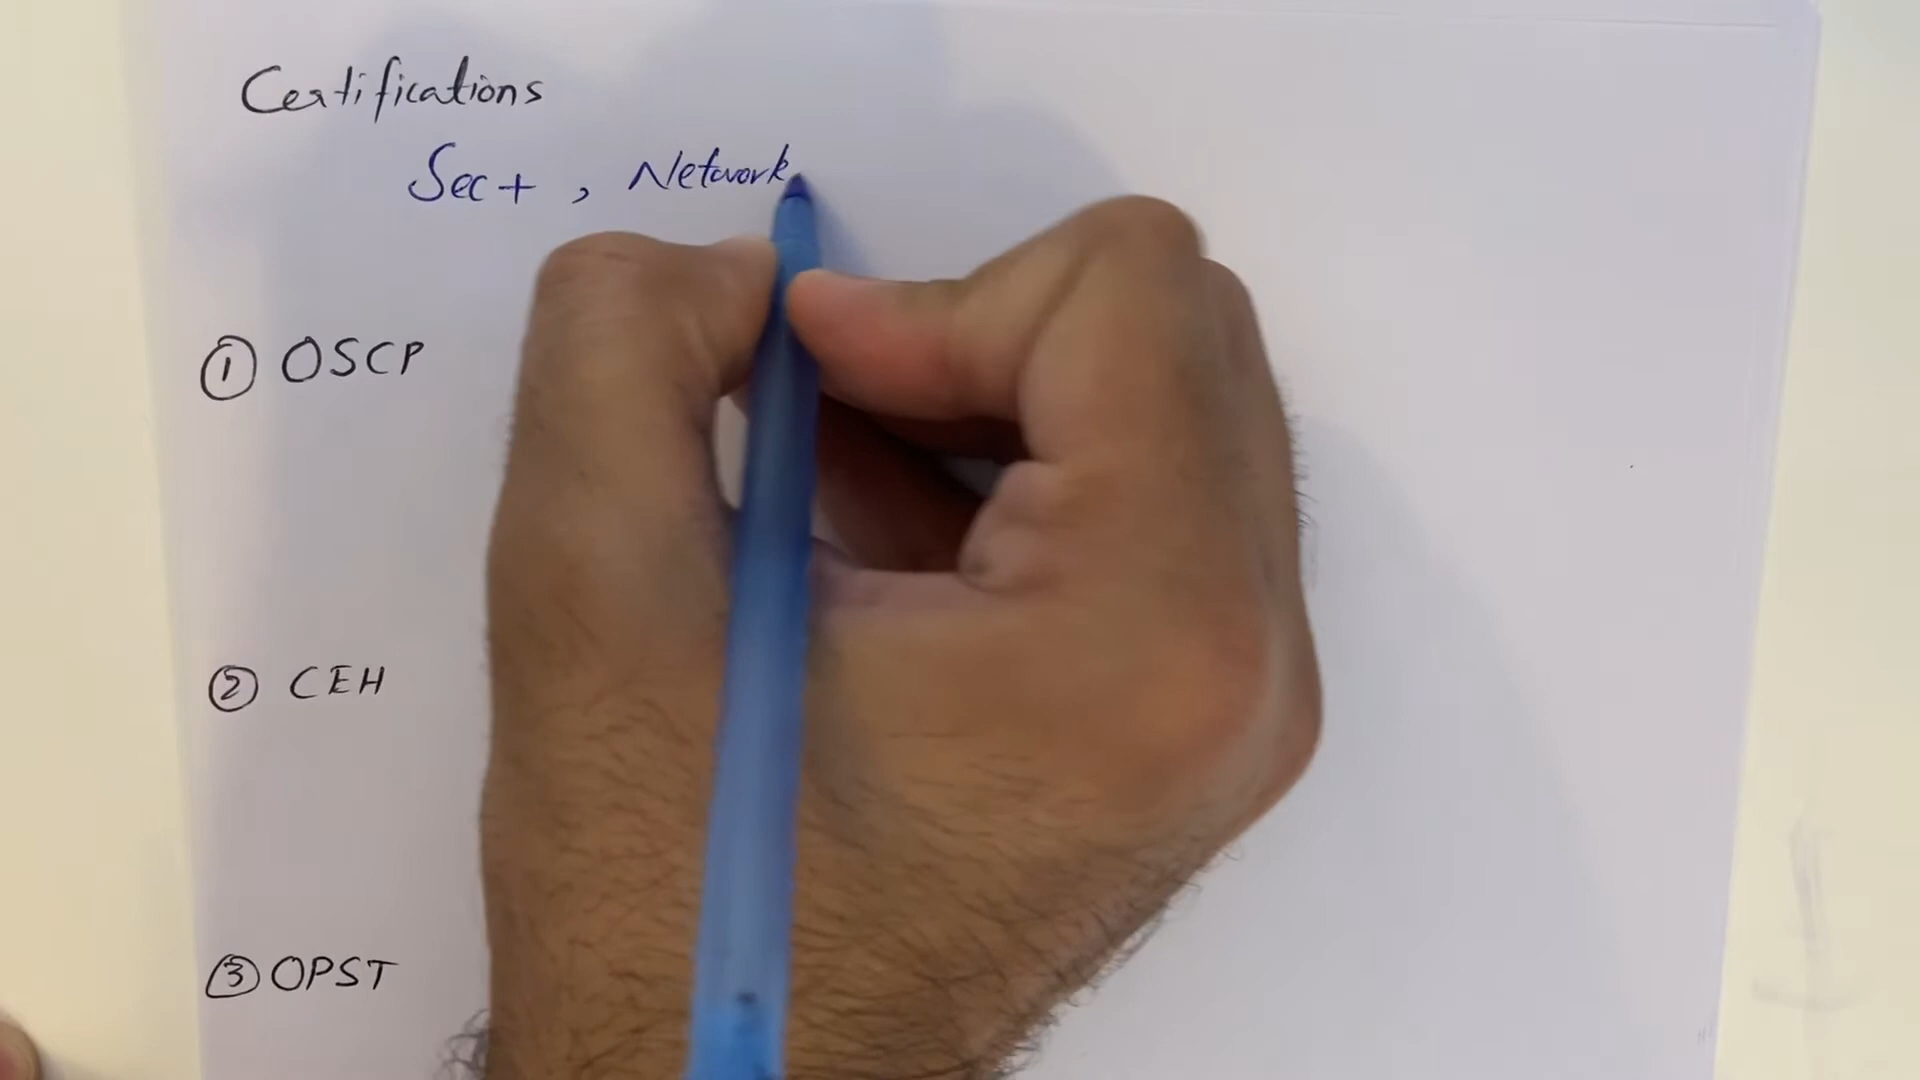 Certifications
Sec+ , Network
① OSCP
② CEH
③ OPST